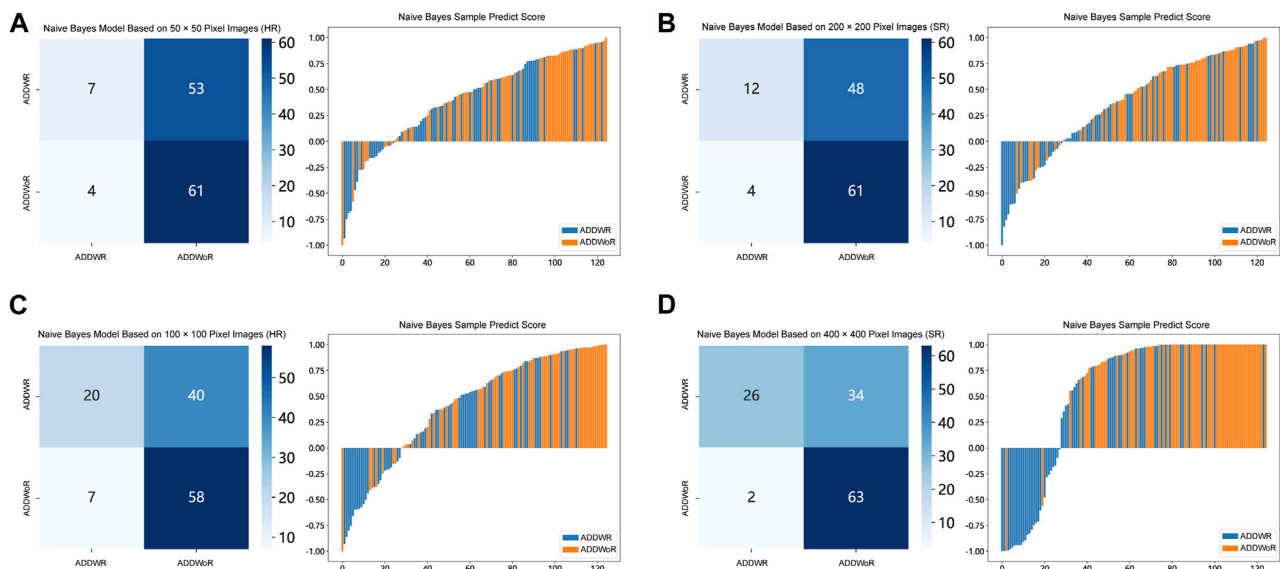 A
Naive Bayes Model Based on 50 × 50 Pixel Images (HR)
ADDWR
ADDWoR
7
53
4
61
ADDWR
ADDWoR
60
50
40
30
20
10
Naive Bayes Sample Predict Score
1.00
0.75
0.50
0.25
0.00
-0.25
-0.50
-0.75
-1.00
0
20
40
60
80
100
120
ADDWR
ADDWoR
B
Naive Bayes Model Based on 200 × 200 Pixel Images (SR)
ADDWR
ADDWoR
12
48
4
61
ADDWR
ADDWoR
60
50
40
30
20
10
Naive Bayes Sample Predict Score
1.00
0.75
0.50
0.25
0.00
-0.25
-0.50
-0.75
-1.00
0
20
40
60
80
100
120
ADDWR
ADDWoR
C
Naive Bayes Model Based on 100 × 100 Pixel Images (HR)
ADDWR
ADDWoR
20
40
7
58
ADDWR
ADDWoR
50
40
30
20
10
Naive Bayes Sample Predict Score
1.00
0.75
0.50
0.25
0.00
-0.25
-0.50
-0.75
-1.00
0
20
40
60
80
100
120
ADDWR
ADDWoR
D
Naive Bayes Model Based on 400 × 400 Pixel Images (SR)
ADDWR
ADDWoR
26
34
2
63
ADDWR
ADDWoR
60
50
40
30
20
10
Naive Bayes Sample Predict Score
1.00
0.75
0.50
0.25
0.00
-0.25
-0.50
-0.75
-1.00
0
20
40
60
80
100
120
ADDWR
ADDWoR